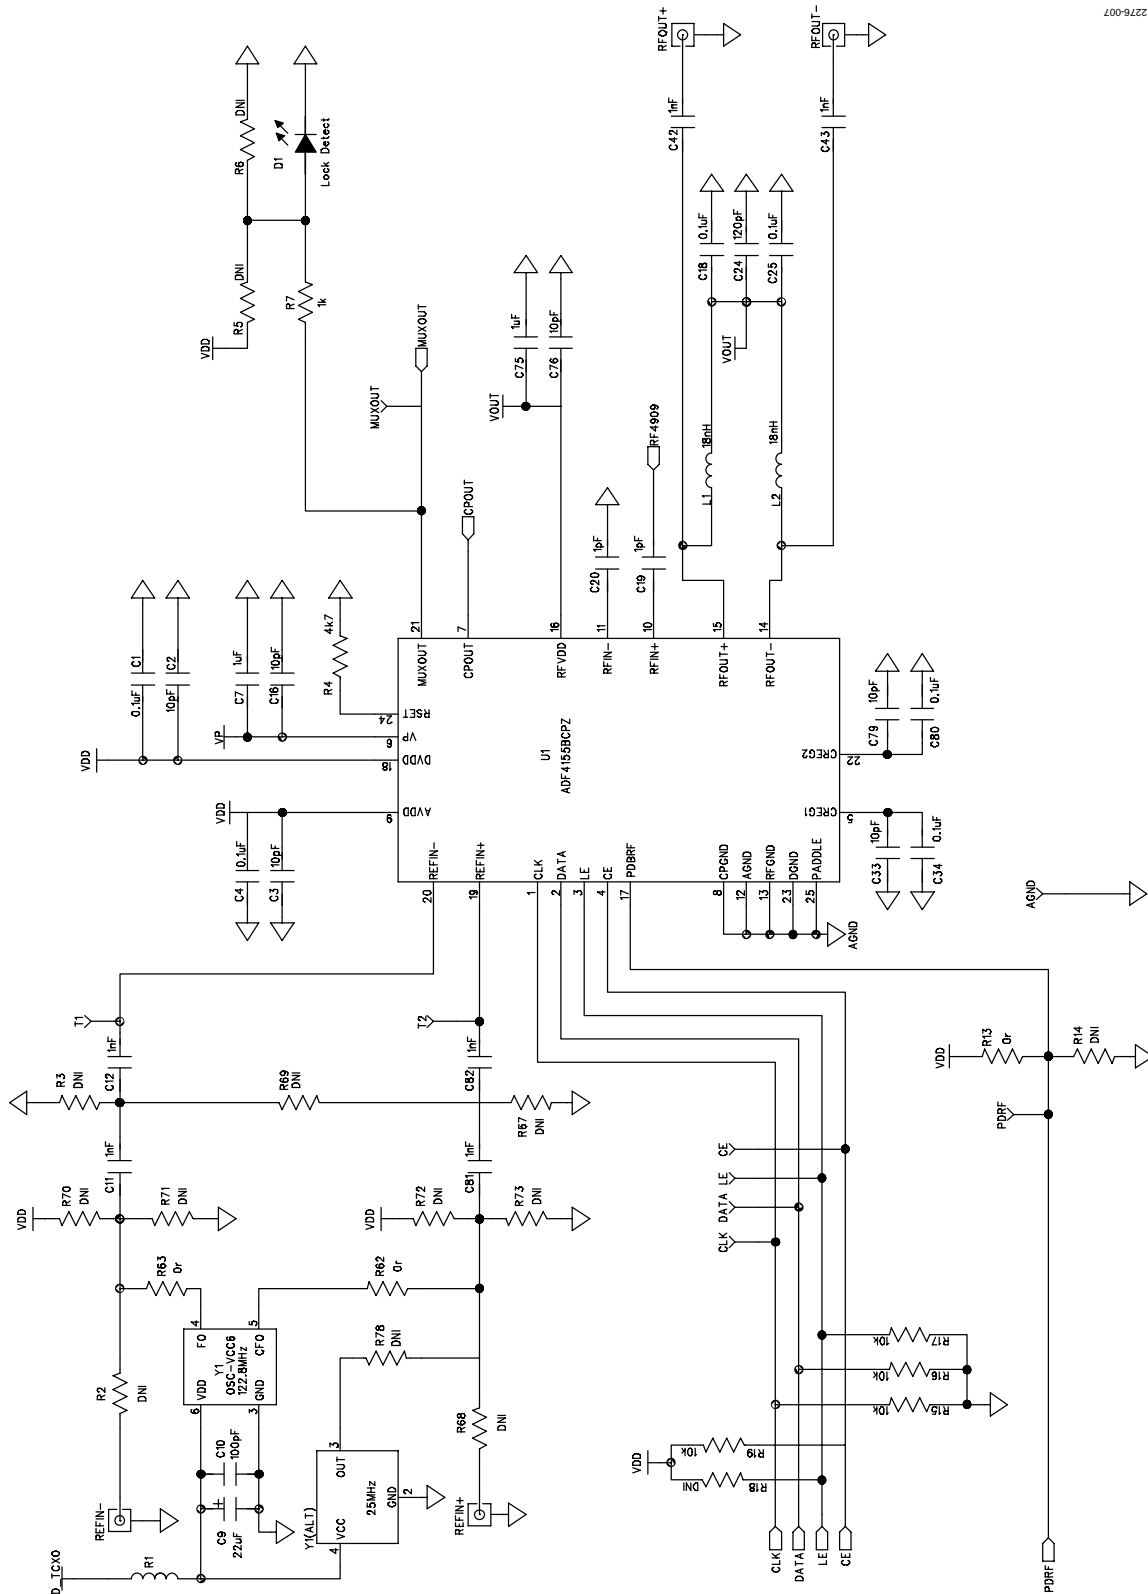 2276-007
RFOUT+
RFOUT-
1nF
C42
1nF
C43
DNI
R6
D1
Lock Detect
DNI
R5
VDD
R7
1k
0.1uF
C18
120pF
C24
0.1uF
C25
VOUT
MUXOUT
MUXOUT
1uF
C75
10pF
C76
VOUT
CPOUT
RF4909
1pF
C20
1pF
C19
18nH
L1
18nH
L2
C1
0.1uF
C2
10pF
1uF
C7
10pF
C16
4k7
R4
VDD
VP
VDD
0.1uF
C4
10pF
C3
21
7
16
11
10
15
14
MUXOUT
CPOUT
RFVDD
RFIN-
RFIN+
RFOUT+
RFOUT-
24
RSET
6
VP
18
DVDD
9
AVDD
U1
ADF4155BCPZ
CREG2
22
CREG1
5
10pF
C79
0.1uF
C80
10pF
C33
0.1uF
C34
REFIN-
REFIN+
CLK
DATA
LE
CE
PDBRF
CPGND
AGND
RFGND
DGND
PADDLE
20
19
1
2
3
4
17
8
12
13
23
25
AGND
AGND
T1
T2
1nF
C12
1nF
C82
R3
DNI
R69
DNI
R67
DNI
1nF
C11
1nF
C81
VDD
R70
DNI
R71
DNI
VDD
R72
DNI
R73
DNI
R63
0r
R62
0r
R78
DNI
R2
DNI
R68
DNI
4
FO
5
CFO
Y1
OSC-VCC6
122.8MHz
VDD
6
GND
3
C10
100pF
C9
22uF
+
OUT
3
25MHz
Y1(ALT)
VCC
4
GND
2
REFIN-
REFIN+
D_TCXO
R1
VDD
R13
0r
R14
DNI
PDRF
CE
LE
DATA
CLK
10k
R17
10k
R16
10k
R15
VDD
10k
R19
DNI
R18
CLK
DATA
LE
CE
PDRF